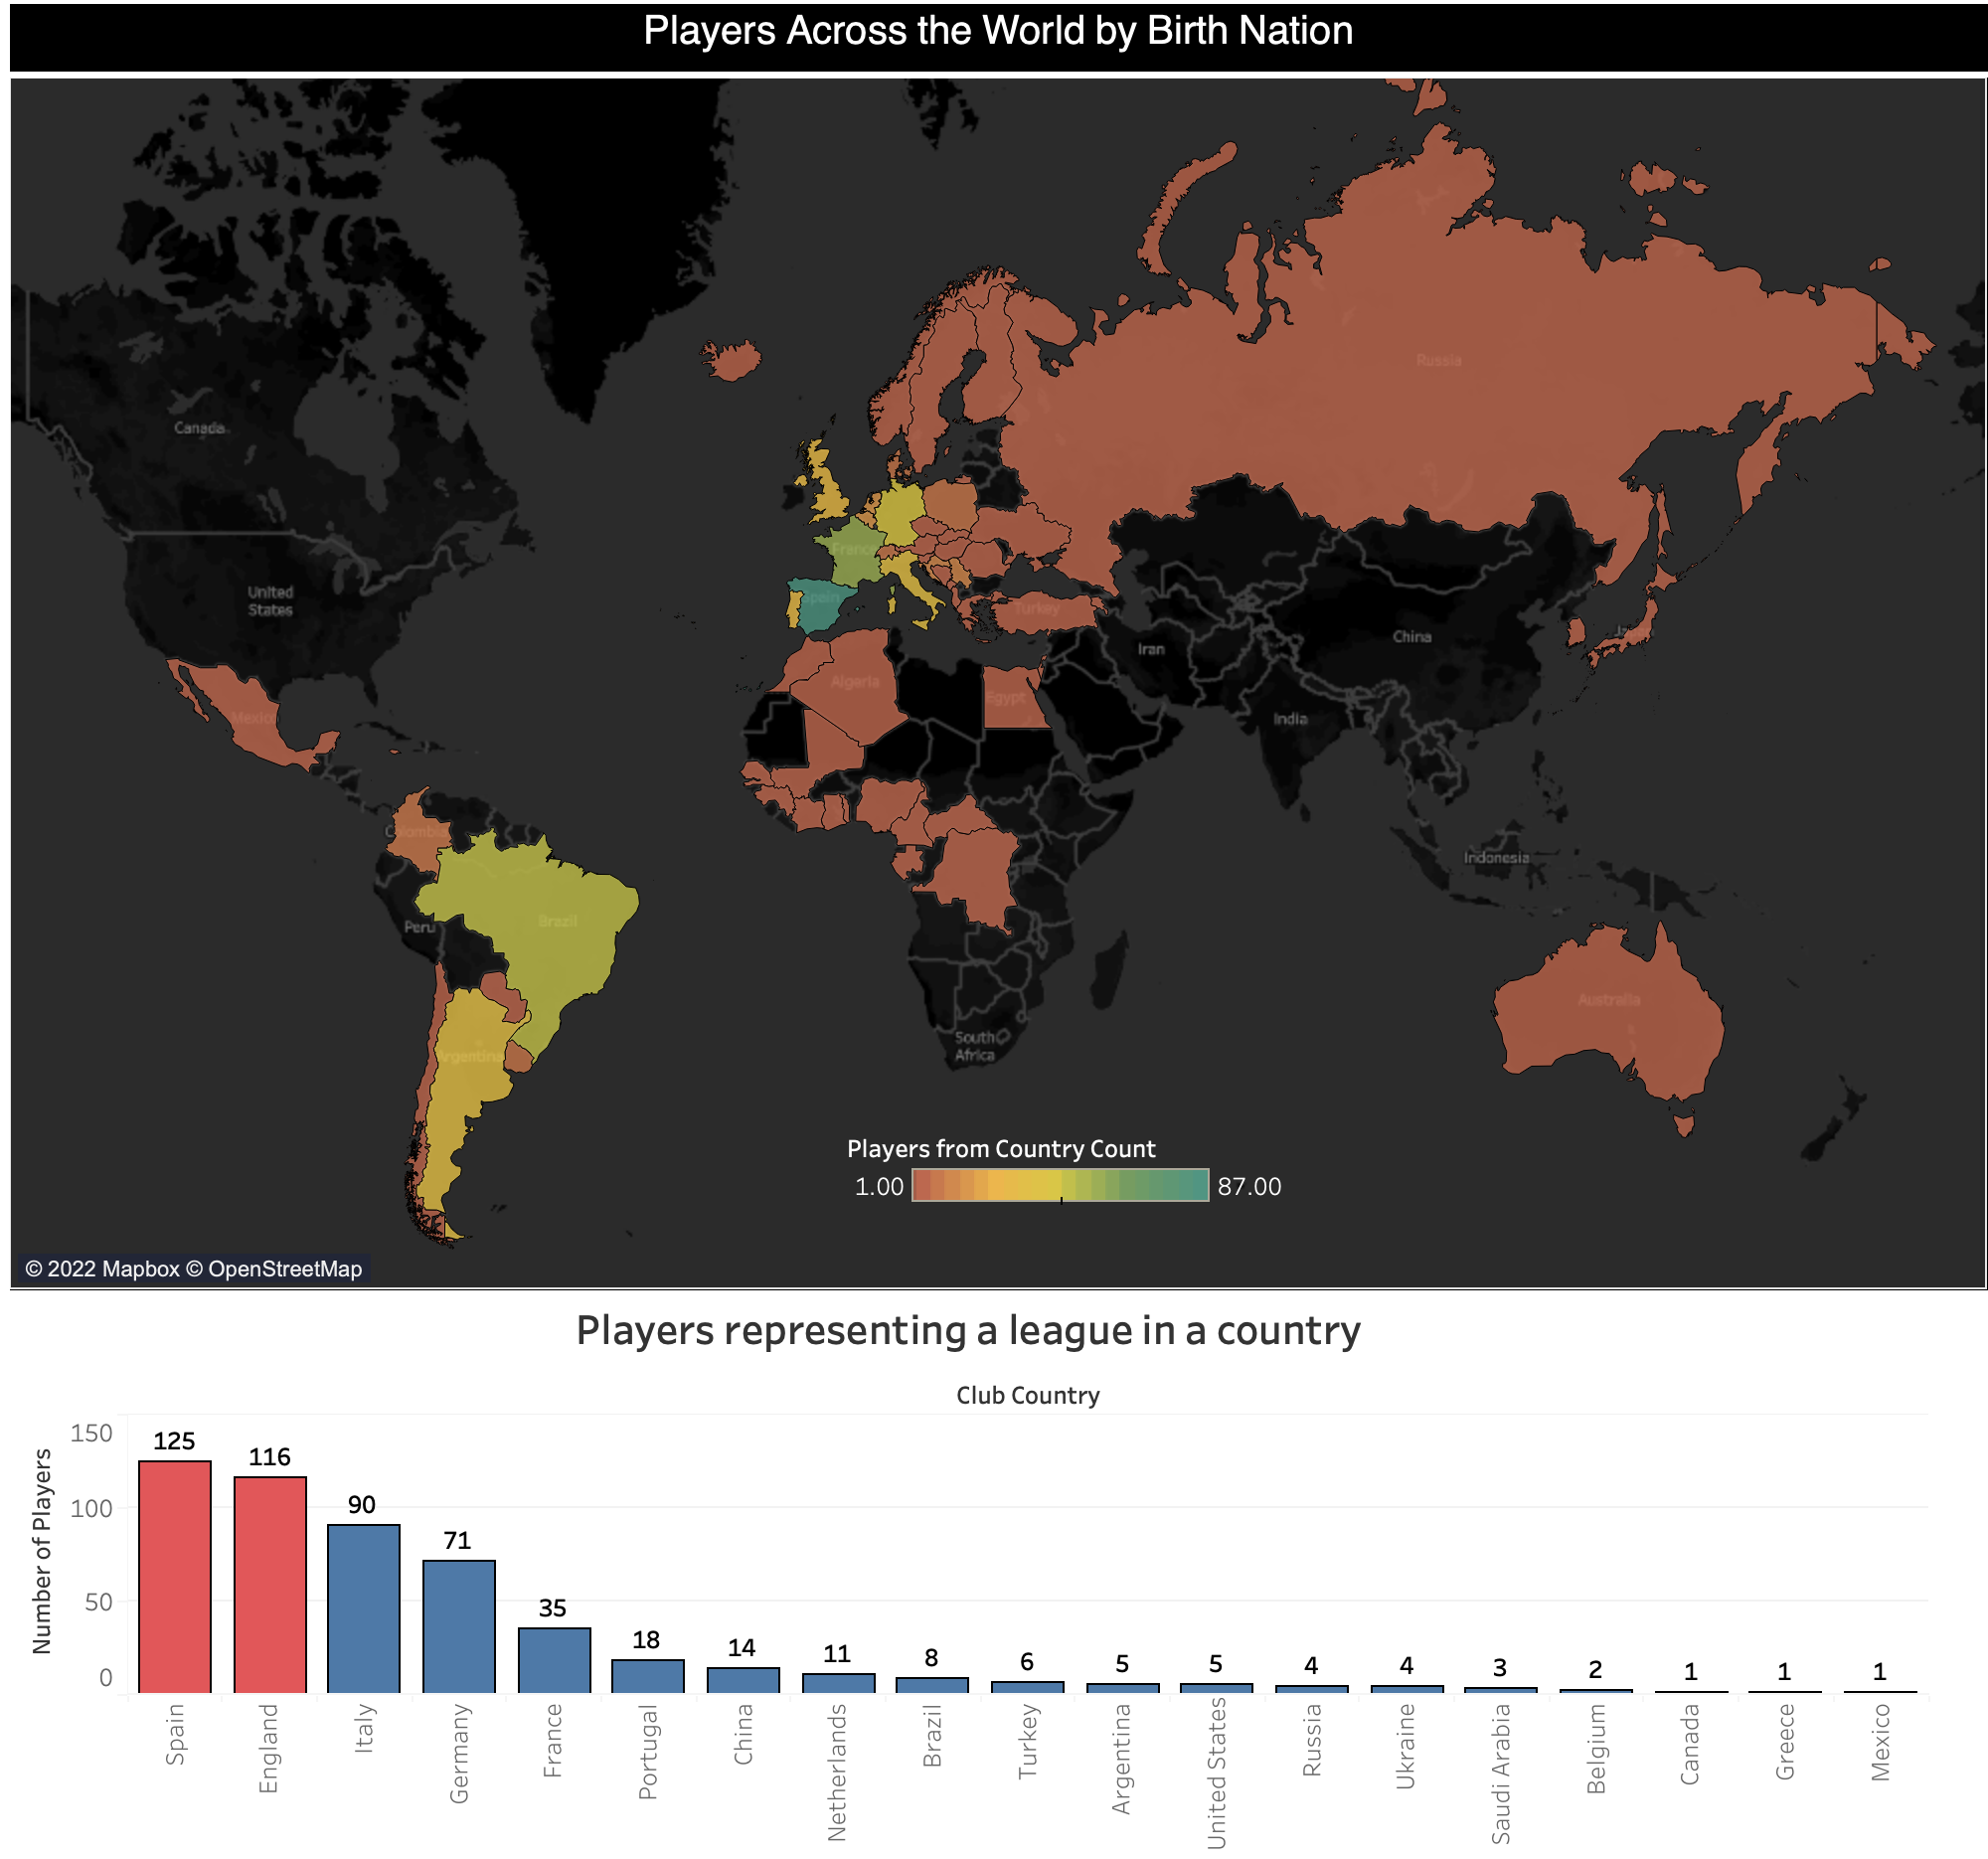 Players Across the World by Birth Nation
Russia
Canada
France
United
States
Spain
Turkey
China
Iran
Algeria
Egypt
Mexico
India
Colombia
Indonesia
Brazil
Peru
Australia
South
Africa
Argentina
Players from Country Count
1.00
87.00
© 2022 Mapbox © OpenStreetMap
Players representing a league in a country
Club Country
Number of Players
150
100
50
0
125
116
90
71
35
18
14
11
8
6
5
5
4
4
3
2
1
1
1
Spain
England
Italy
Germany
France
Portugal
China
Netherlands
Brazil
Turkey
Argentina
United States
Russia
Ukraine
Saudi Arabia
Belgium
Canada
Greece
Mexico